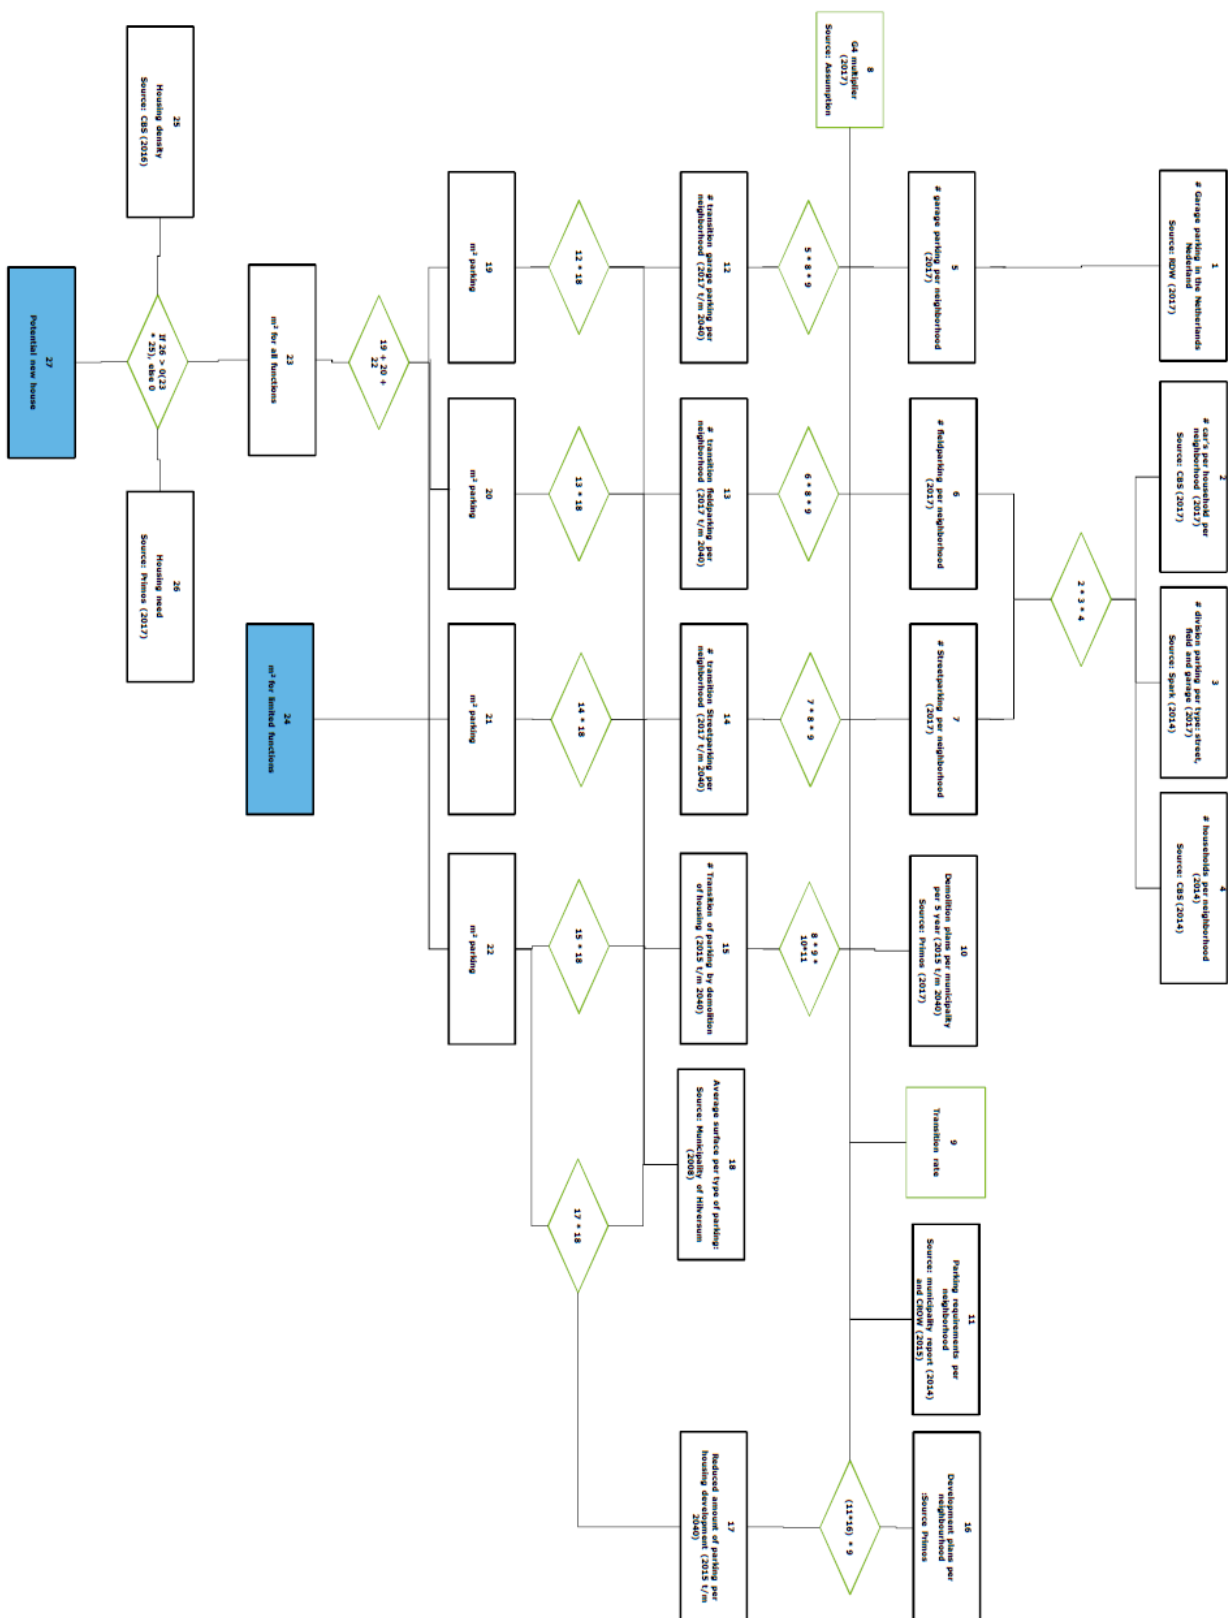 1
# Garage parking in the Netherlands
Nederland
Source: RDW (2017)
2
# car's per household per
neighborhood (2017)
Source: CBS (2017)
3
# division parking per type: street,
field and garage (2017)
Source: Spark (2014)
4
# households per neighborhood
(2014)
Source: CBS (2014)
2 * 3 * 4
8
G4 multiplier
(2017)
Source: Assumption
5
# garage parking per neighborhood
(2017)
6
# fieldparking per neighborhood
(2017)
7
# Streetparking per neighborhood
(2017)
10
Demolition plans per municipality
per 5 year (2015 t/m 2040)
Source: Primos (2017)
9
Transition rate
11
Parking requirements per
neighborhood
Source: municipality report (2014)
and CROW (2015)
16
Development plans per
neighbourhood
:Source Primos
5 * 8 * 9
6 * 8 * 9
7 * 8 * 9
8 * 9 *
10*11
(11*16) * 9
12
# transition garage parking per
neighborhood (2017 t/m 2040)
13
# transition fieldparking per
neighborhood (2017 t/m 2040)
14
# transition Streetparking per
neighborhood (2017 t/m 2040)
15
# Transition of parking by demolition
of housing (2015 t/m 2040)
18
Average surface per type of parking:
Source: Municipality of Hilversum
(2008)
17
Reduced amount of parking per
housing development (2015 t/m
2040)
12 * 18
13 * 18
14 * 18
15 * 18
17 * 18
19
m² parking
20
m² parking
21
m² parking
22
m² parking
19 + 20 +
22
23
m² for all functions
24
m² for limited functions
25
Housing density
Source: CBS (2016)
If 26 > 0(23
* 25), else 0
26
Housing need
Source: Primos (2017)
27
Potential new house